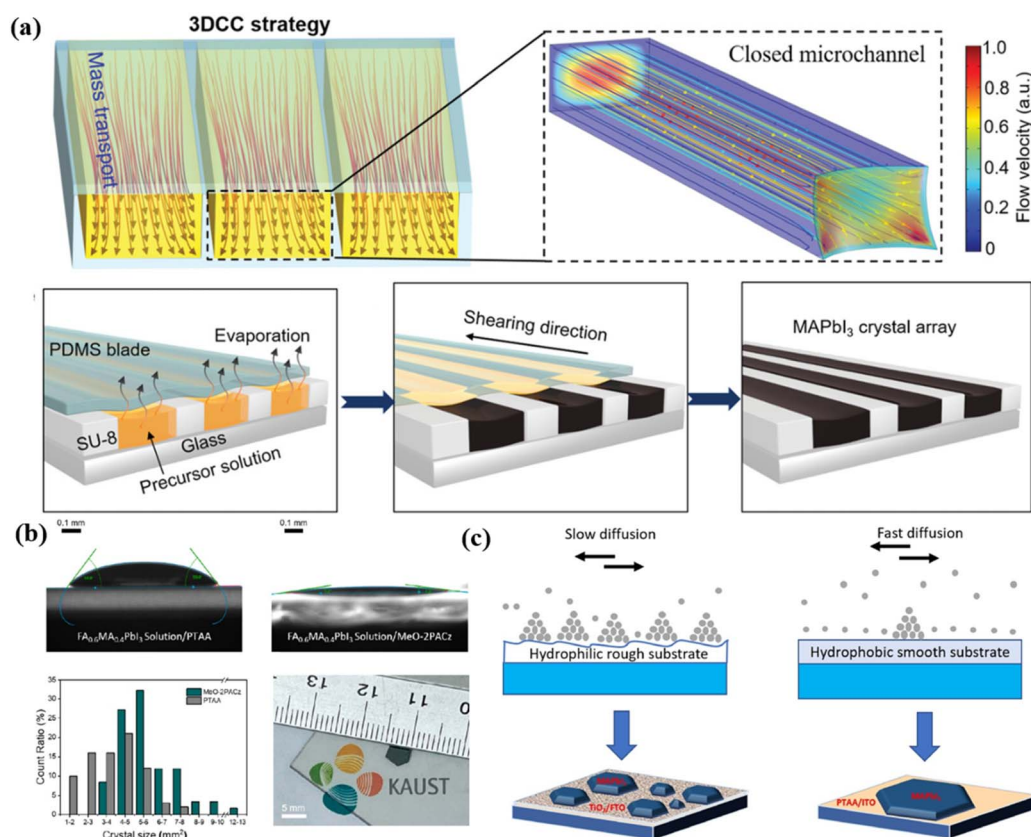 (a)
3DCC strategy
Mass transport
Closed microchannel
1.0
0.8
0.6
0.4
0.2
0
Flow velocity (a.u.)
PDMS blade
Evaporation
SU-8
Glass
Precursor solution
Shearing direction
MAPbI₃ crystal array
(b)
0.1 mm
0.1 mm
FA₀.₆MA₀.₄PbI₃ Solution/PTAA
FA₀.₆MA₀.₄PbI₃ Solution/MeO-2PACz
Count Ratio (%)
35
30
25
20
15
10
5
0
MeO-2PACz
PTAA
1-2 2-3 3-4 4-5 5-6 6-7 7-8 8-9 9-10 12-13
Crystal size (mm²)
13 12 11 0
KAUST
5 mm
(c)
Slow diffusion
Hydrophilic rough substrate
TiO₂/FTO
Fast diffusion
Hydrophobic smooth substrate
PTAA/ITO